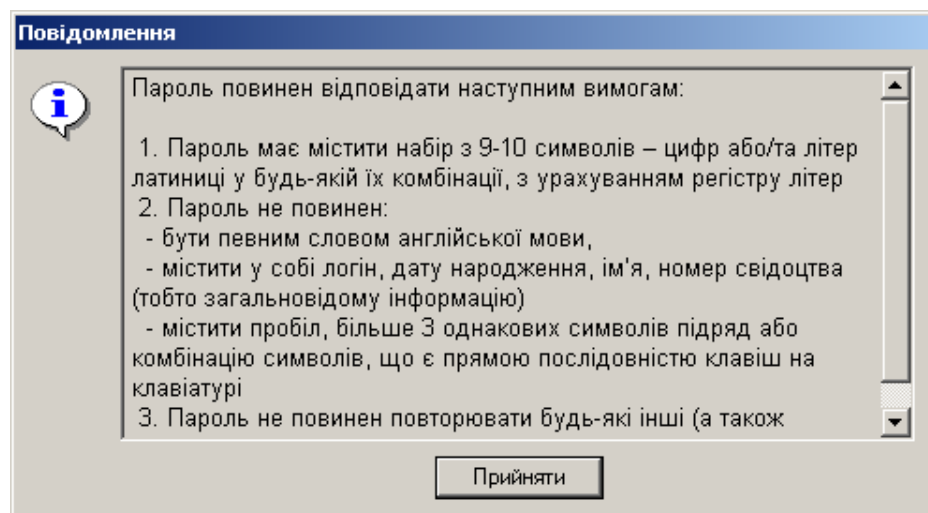 Повідомлення
Пароль повинен відповідати наступним вимогам:
1. Пароль має містити набір з 9-10 символів – цифр або/та літер
латиниці у будь-якій їх комбінації, з урахуванням регістру літер
2. Пароль не повинен:
- бути певним словом англійської мови,
- містити у собі логін, дату народження, ім'я, номер свідоцтва
(тобто загальновідому інформацію)
- містити пробіл, більше 3 однакових символів підряд або
комбінацію символів, що є прямою послідовністю клавіш на
клавіатурі
3. Пароль не повинен повторювати будь-які інші (а також
Прийняти